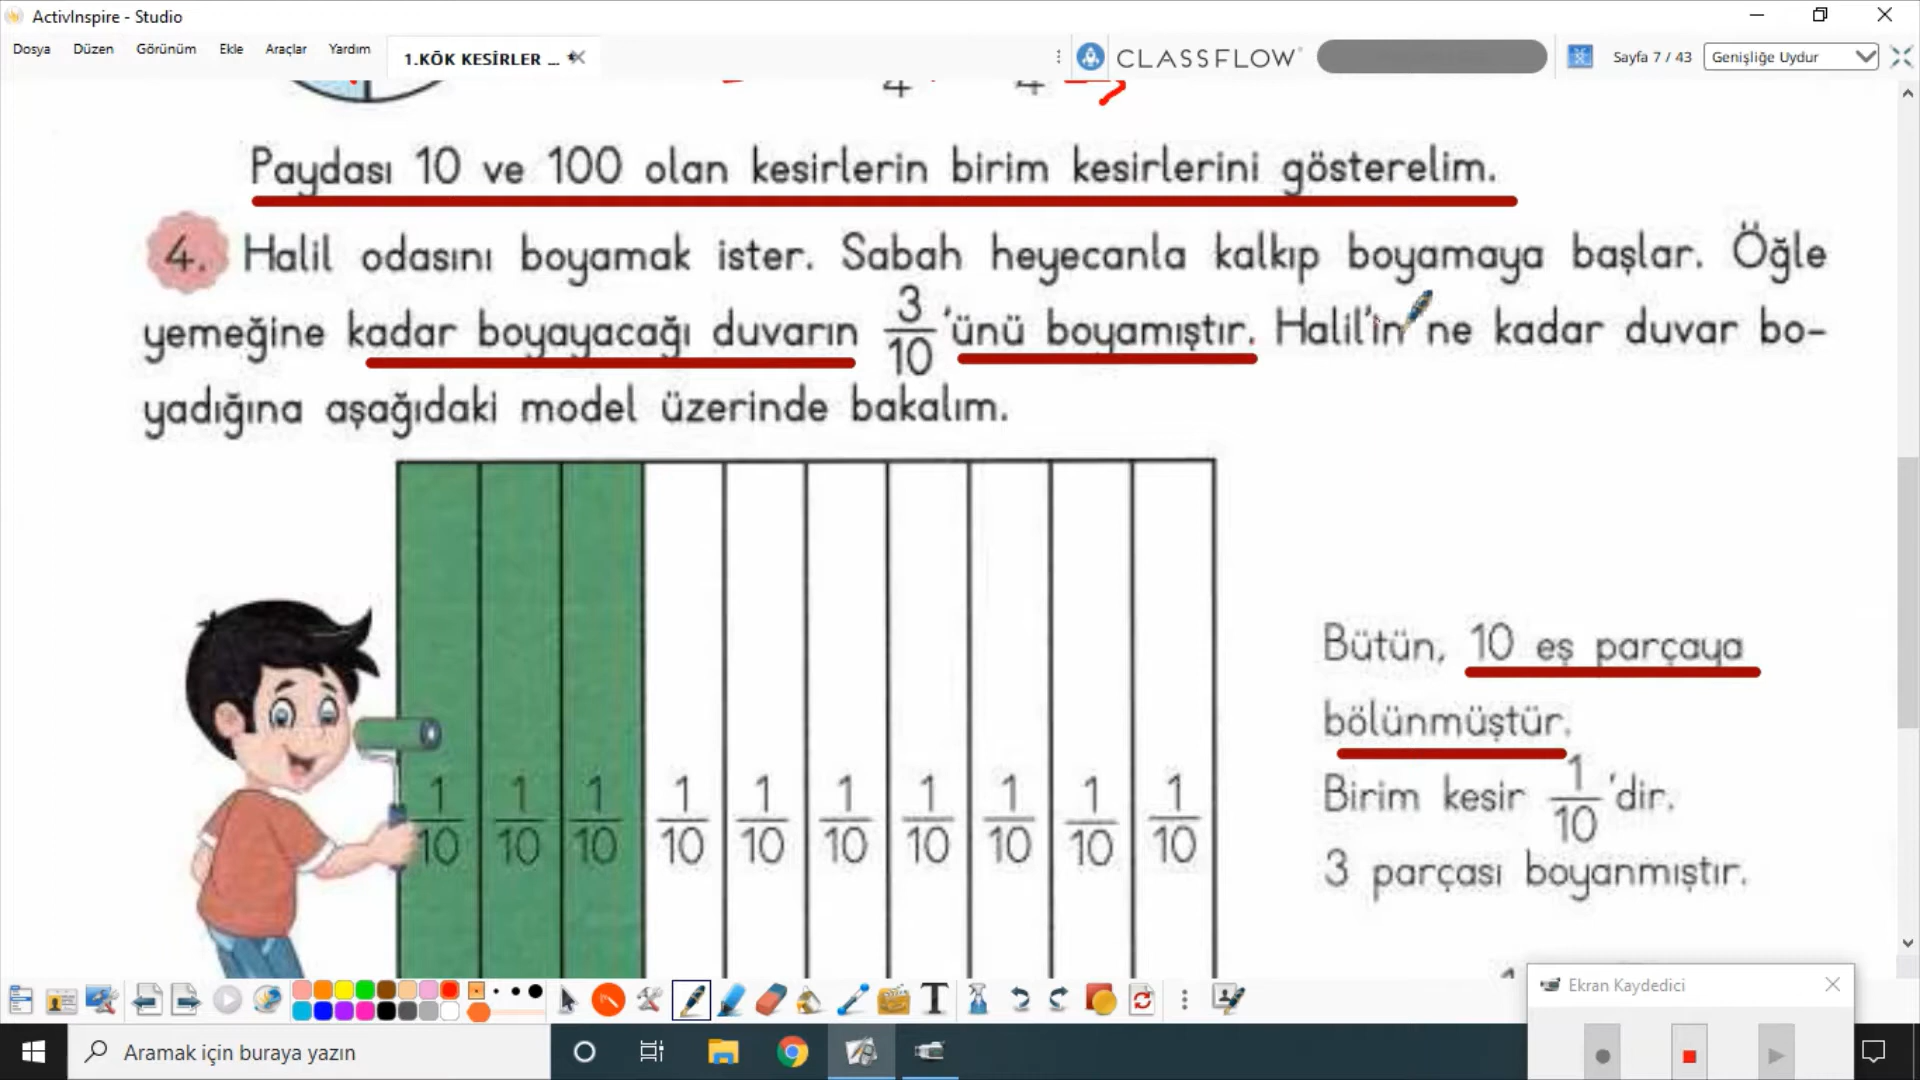 ActivInspire - Studio
Dosya Düzen Görünüm Ekle Araçlar Yardım
1.KÖK KESİRLER ...
CLASSFLOW
Sayfa 7 / 43
Genişliğe Uydur
4 4
Paydası 10 ve 100 olan kesirlerin birim kesirlerini gösterelim.
4. Halil odasını boyamak ister. Sabah heyecanla kalkıp boyamaya başlar. Öğle
yemeğine kadar boyayacağı duvarın 3/10 'ünü boyamıştır. Halil'in ne kadar duvar bo-
yadığına aşağıdaki model üzerinde bakalım.
1/10 1/10 1/10 1/10 1/10 1/10 1/10 1/10 1/10 1/10
Bütün, 10 eş parçaya
bölünmüştür.
Birim kesir 1/10 'dir.
3 parçası boyanmıştır.
Ekran Kaydedici
Aramak için buraya yazın